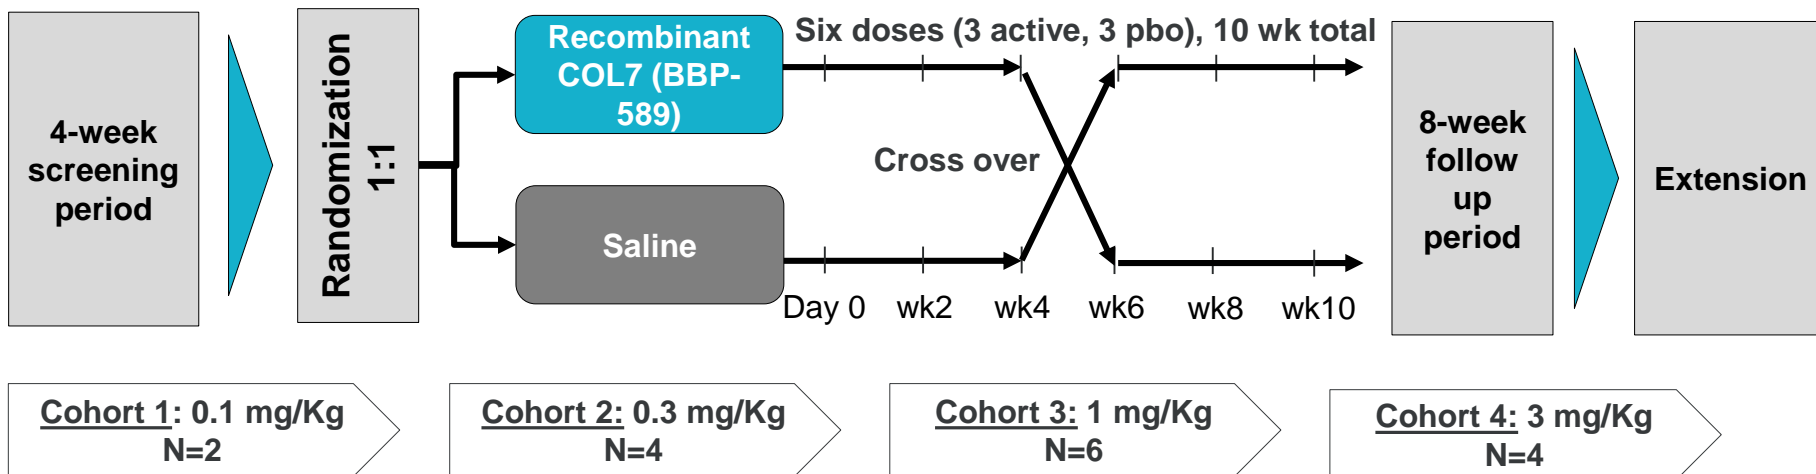 4-week
screening
period
Randomization
1:1
Recombinant
COL7 (BBP-
589)
Saline
Six doses (3 active, 3 pbo), 10 wk total
Cross over
Day 0 wk2 wk4 wk6 wk8 wk10
8-week
follow
up
period
Extension
Cohort 1: 0.1 mg/Kg
N=2
Cohort 2: 0.3 mg/Kg
N=4
Cohort 3: 1 mg/Kg
N=6
Cohort 4: 3 mg/Kg
N=4